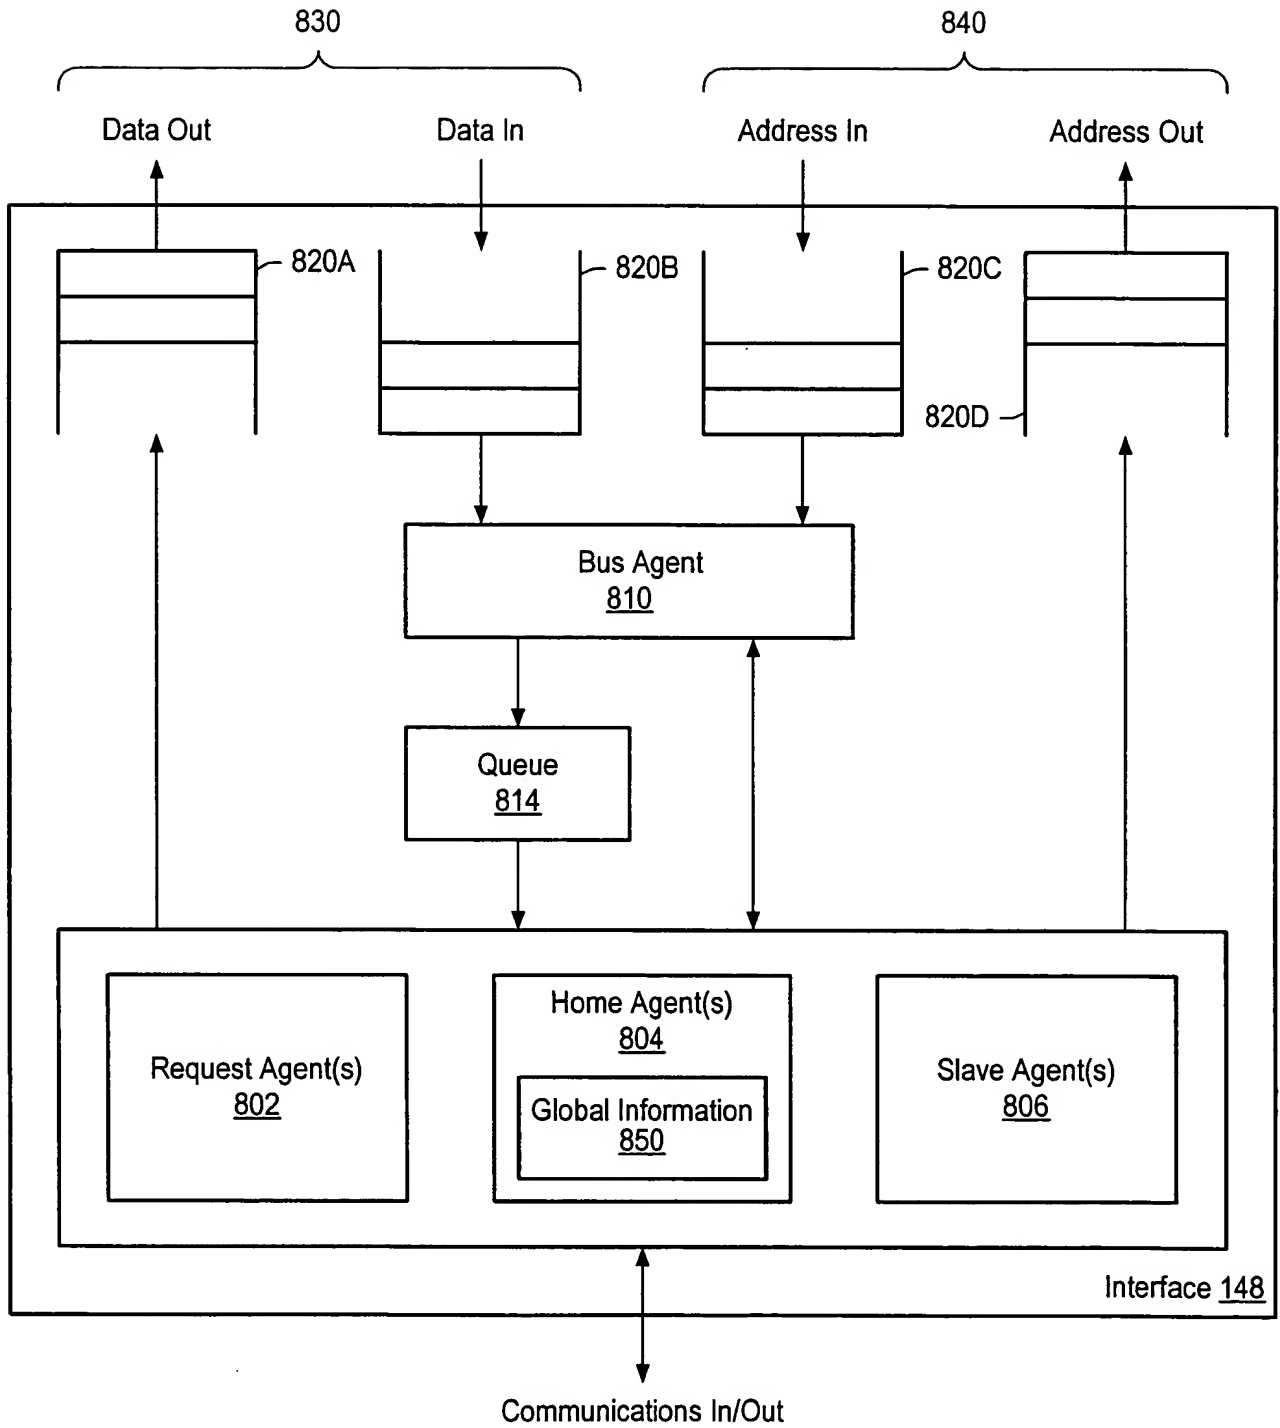 830
840
Data Out
Data In
Address In
Address Out
820A
820B
820C
820D
Bus Agent
810
Queue
814
Request Agent(s)
802
Home Agent(s)
804
Global Information
850
Slave Agent(s)
806
Interface 148
Communications In/Out